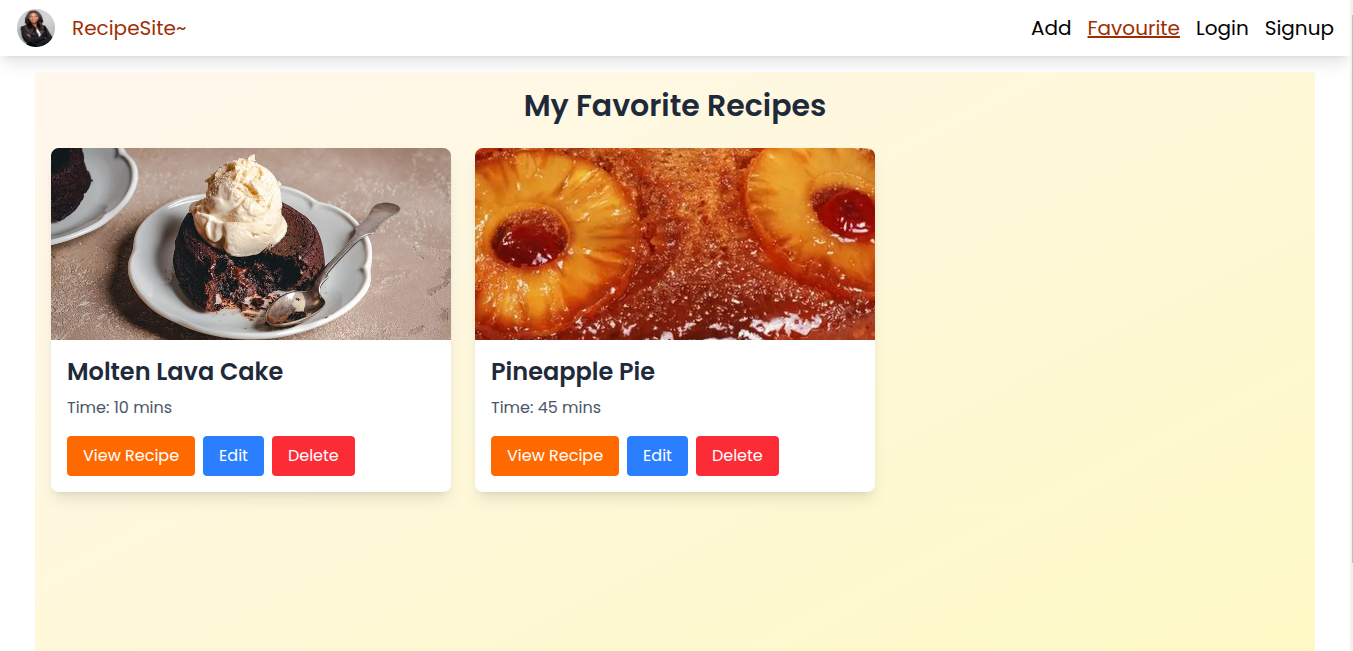 RecipeSite~ Add Favourite Login Signup
My Favorite Recipes
Molten Lava Cake
Time: 10 mins
View Recipe Edit Delete
Pineapple Pie
Time: 45 mins
View Recipe Edit Delete